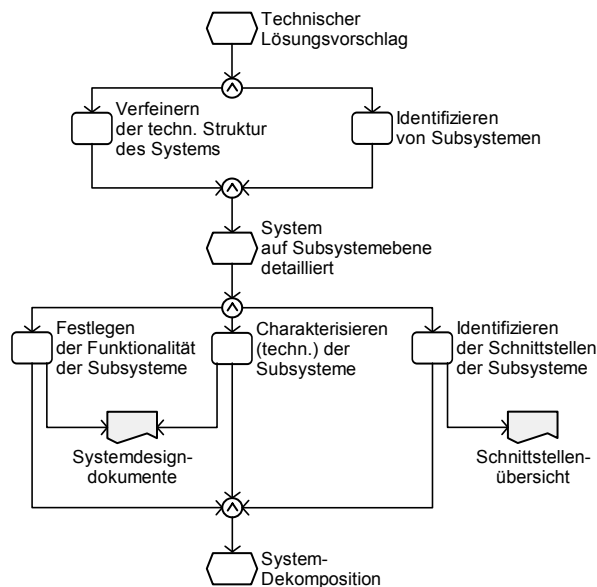 Technischer
Lösungsvorschlag
Verfeinern
der techn. Struktur
des Systems
Identifizieren
von Subsystemen
System
auf Subsystemebene
detailliert
Festlegen
der Funktionalität
der Subsysteme
Charakterisieren
(techn.) der
Subsysteme
Identifizieren
der Schnittstellen
der Subsysteme
Systemdesign-
dokumente
Schnittstellen-
übersicht
System-
Dekomposition